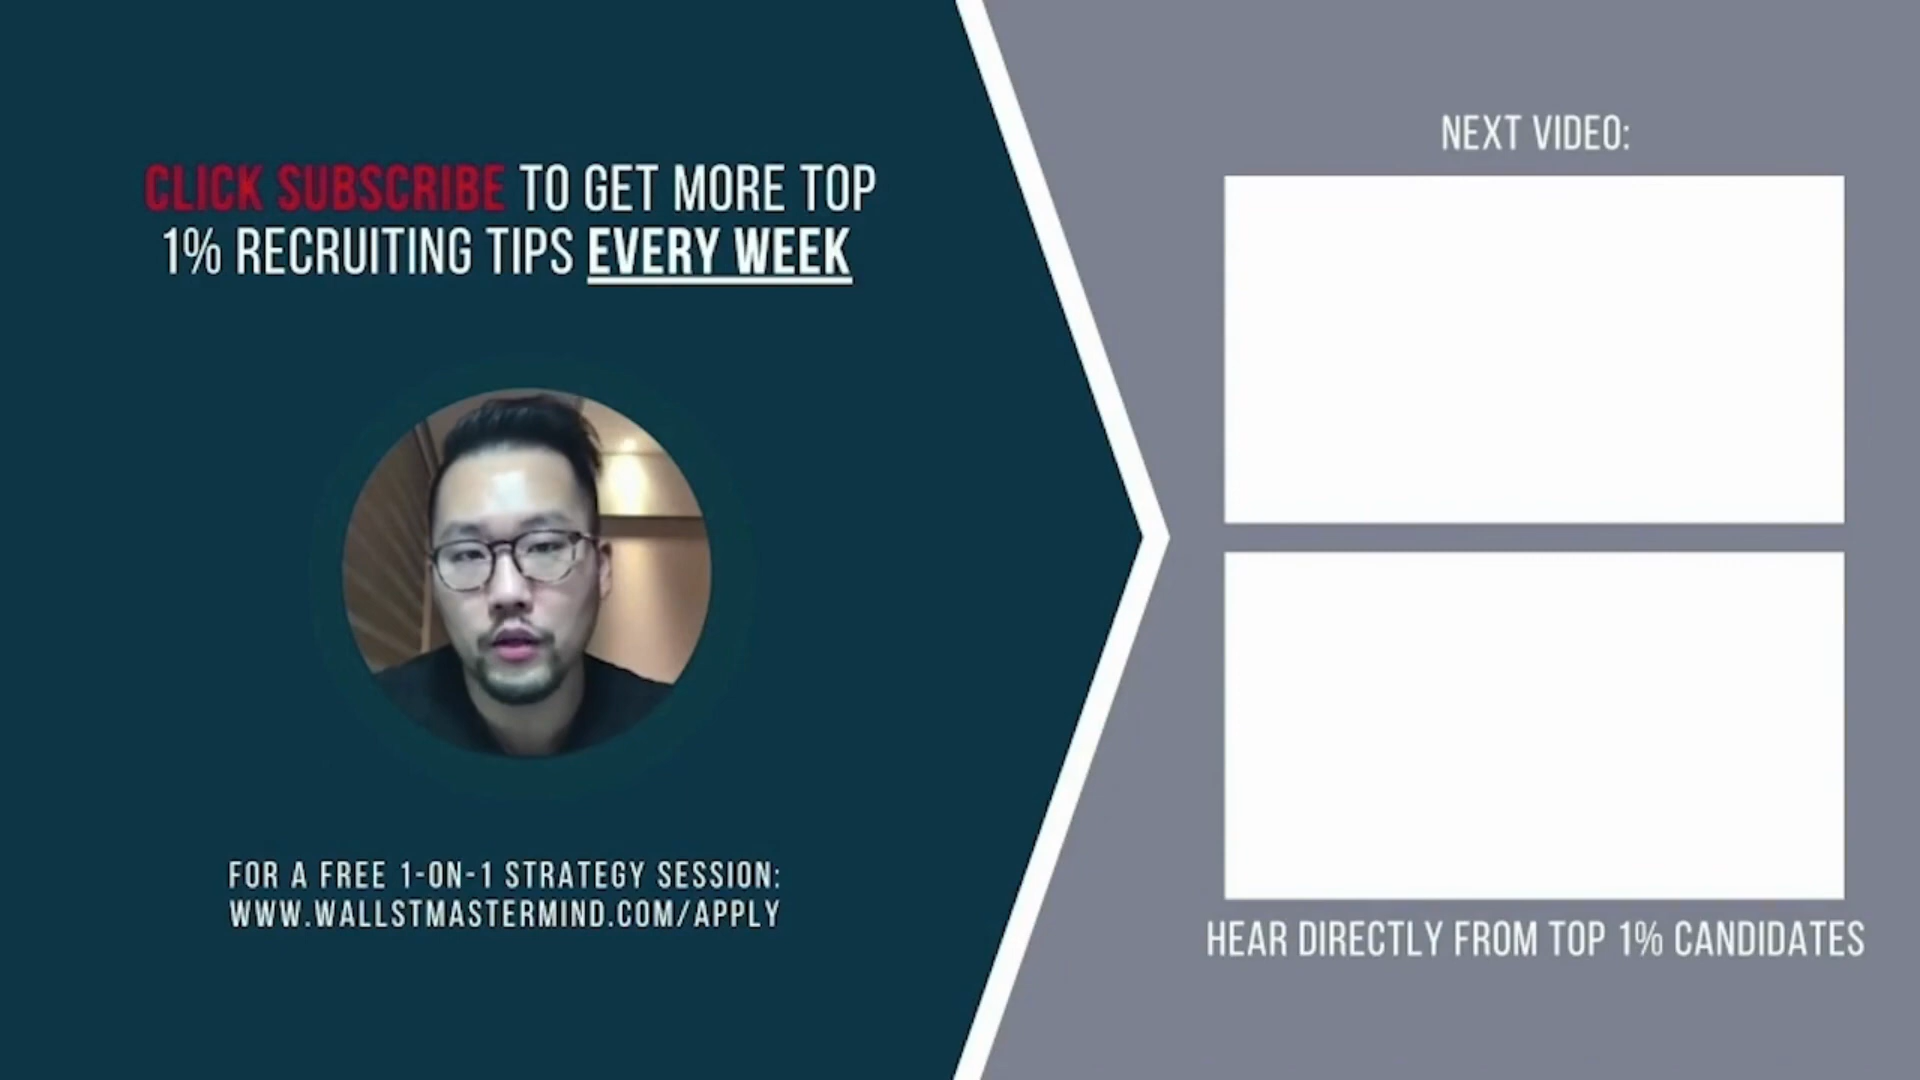 CLICK SUBSCRIBE TO GET MORE TOP
1% RECRUITING TIPS EVERY WEEK
FOR A FREE 1-ON-1 STRATEGY SESSION:
WWW.WALLSTMASTERMIND.COM/APPLY
NEXT VIDEO:
HEAR DIRECTLY FROM TOP 1% CANDIDATES